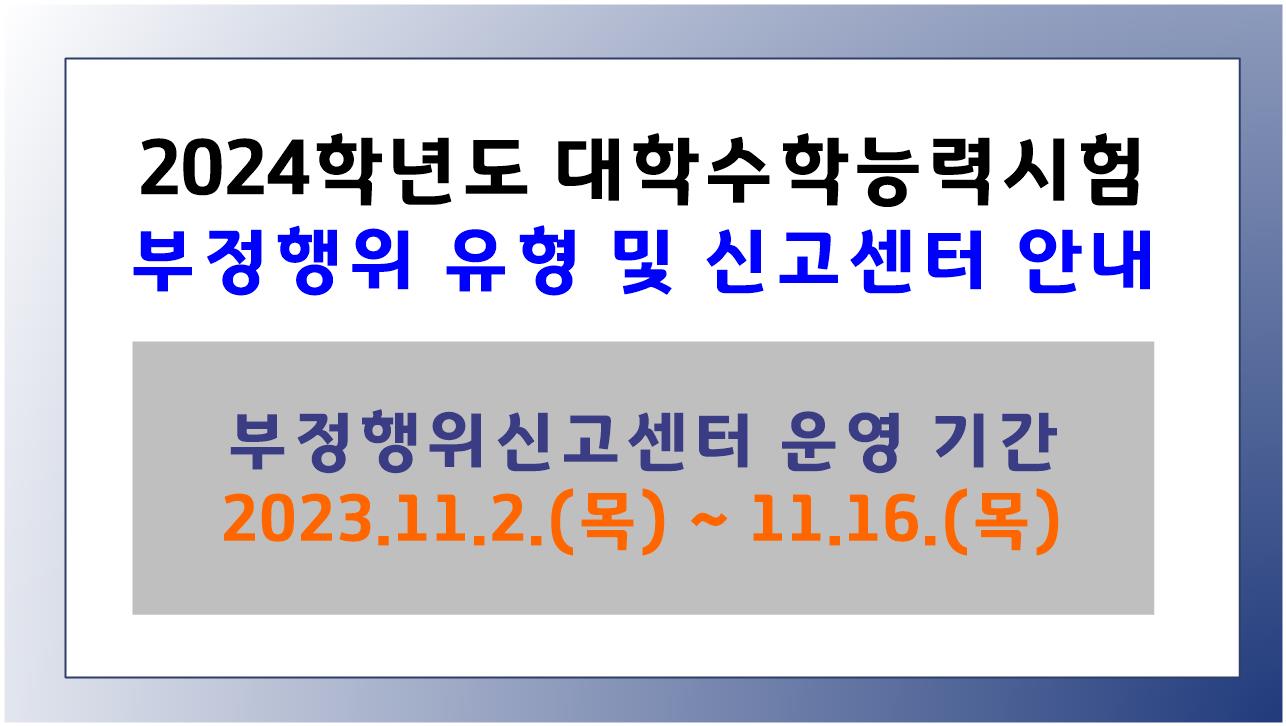 2024학년도 대학수학능력시험
부정행위 유형 및 신고센터 안내
부정행위신고센터 운영 기간
2023.11.2.(목) ~ 11.16.(목)